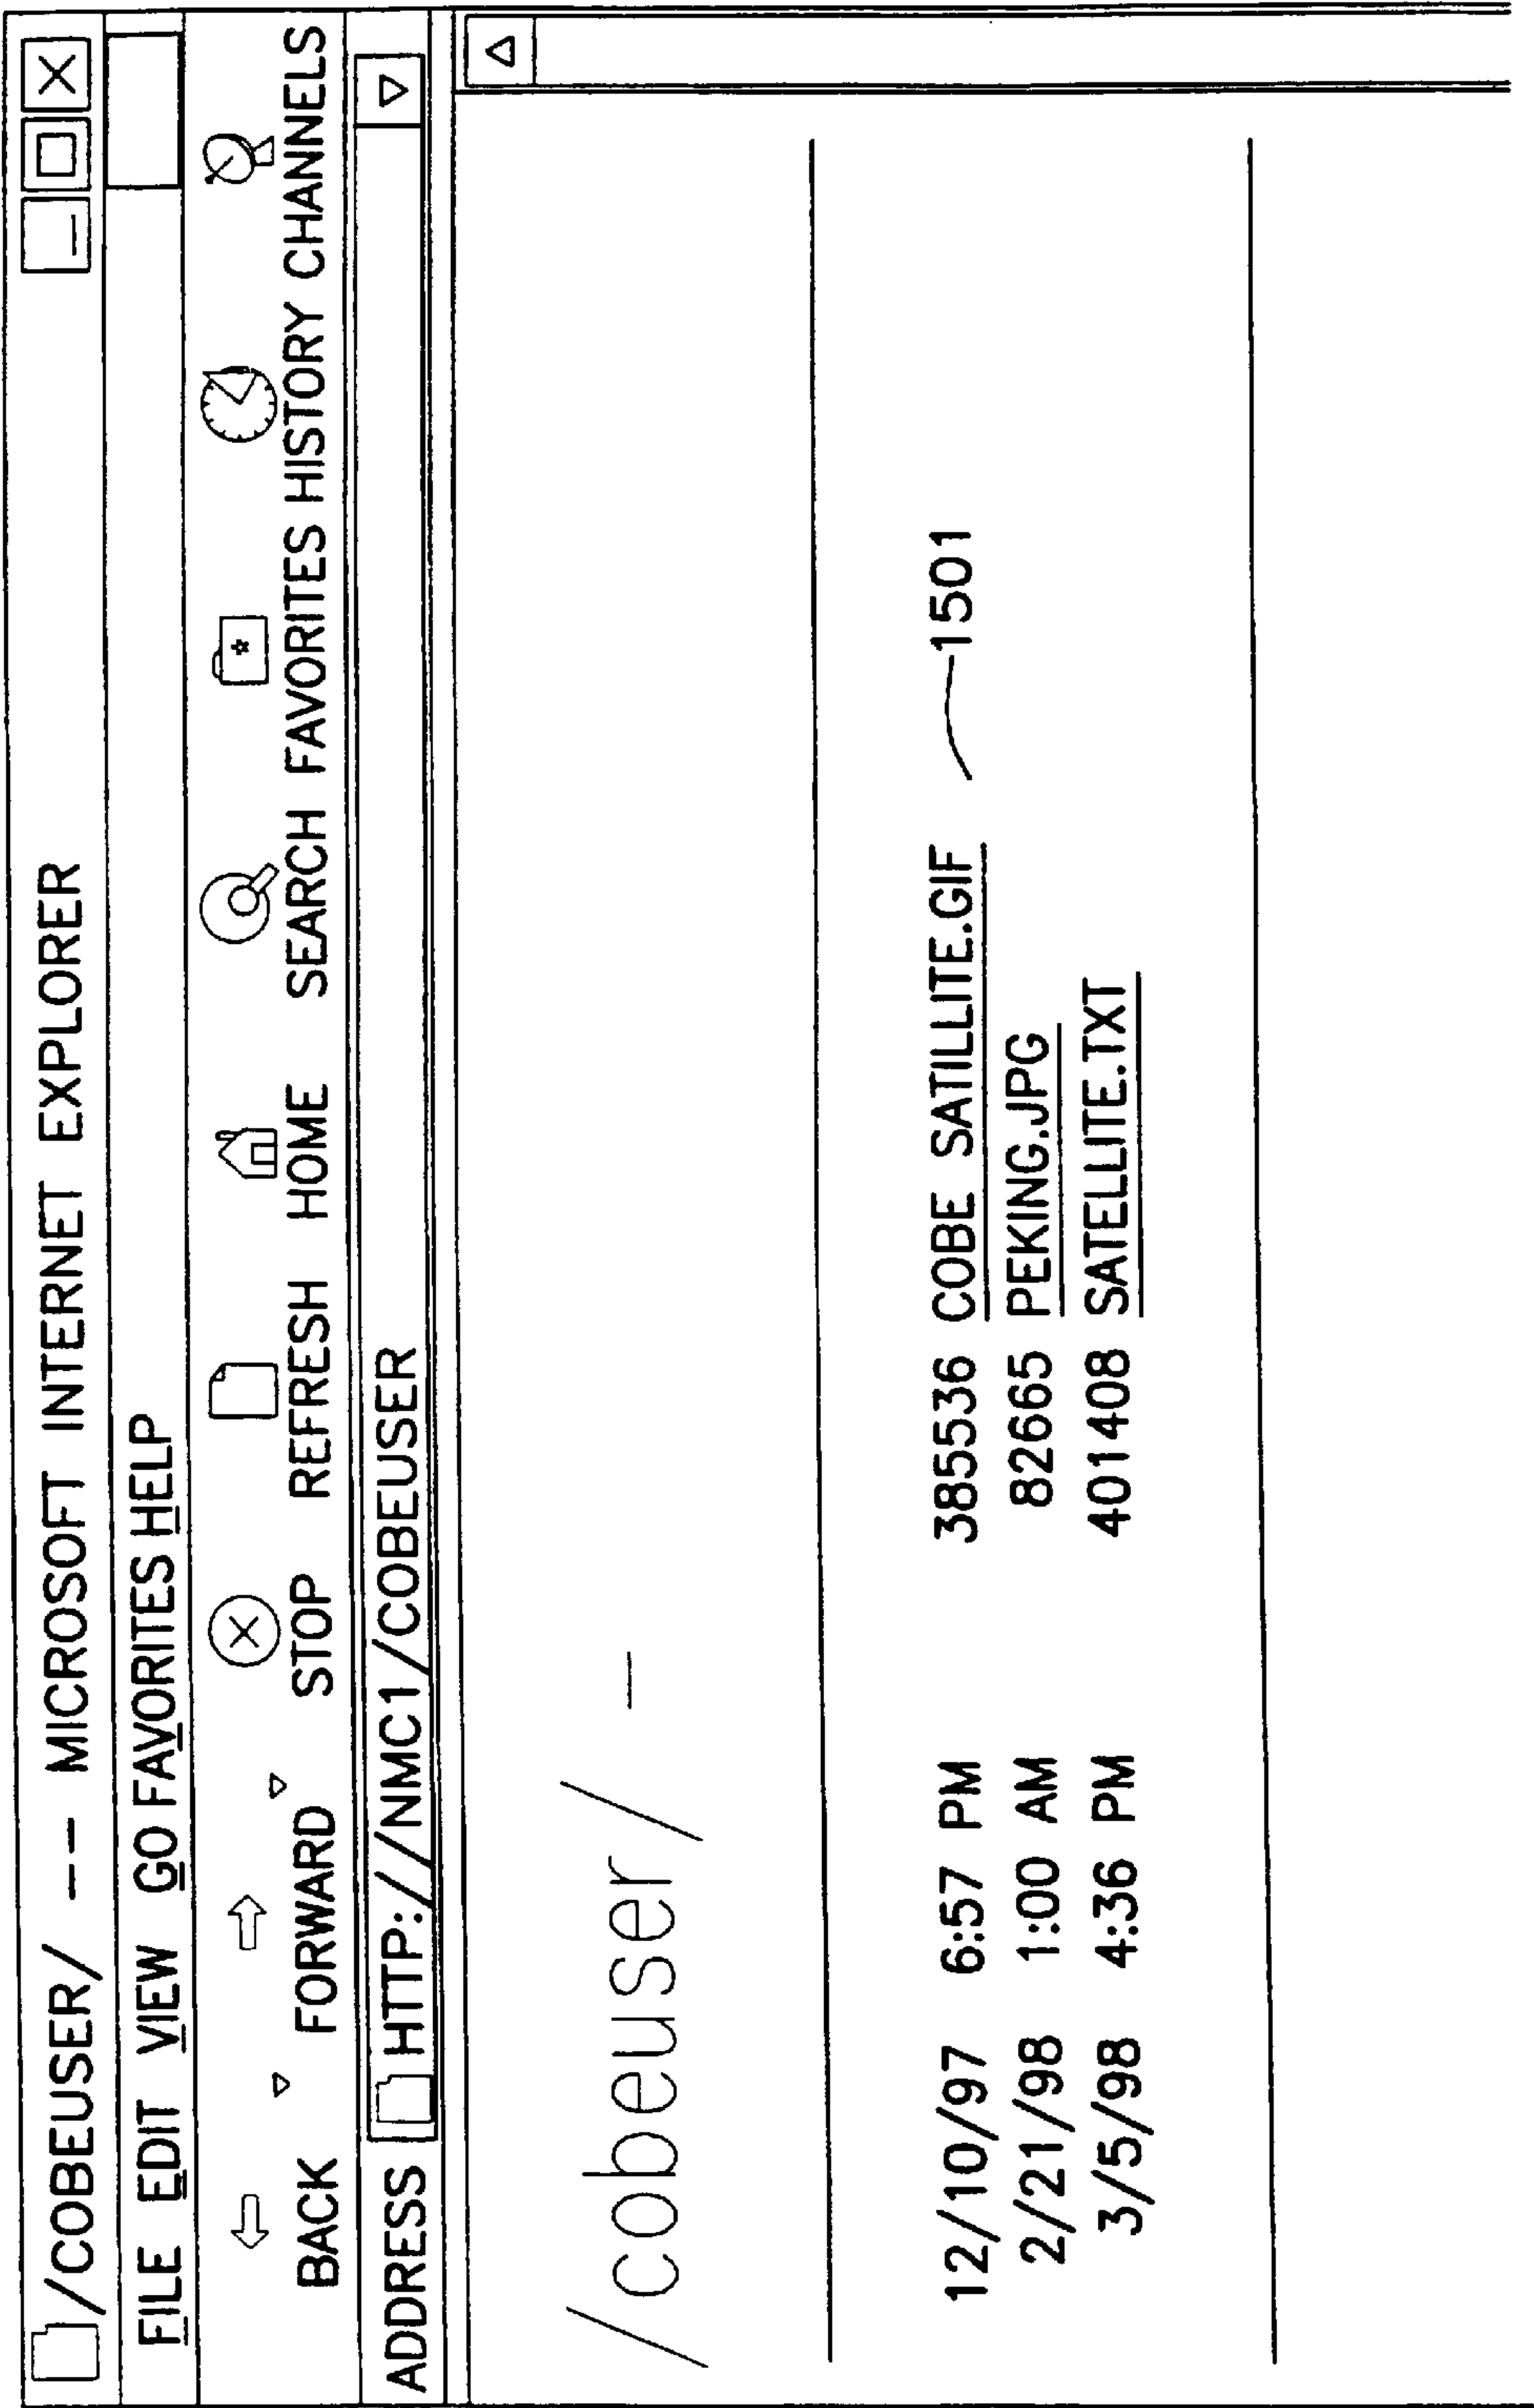 /COBEUSER/ -- MICROSOFT INTERNET EXPLORER
FILE EDIT VIEW GO FAVORITES HELP
BACK FORWARD STOP REFRESH HOME SEARCH FAVORITES HISTORY CHANNELS
ADDRESS HTTP://NMC1/COBEUSER
/cobeuser/ -
12/10/97 6:57 PM 385536 COBE SATILLITE.GIF 1501
2/21/98 1:00 AM 82665 PEKING.JPG
3/5/98 4:36 PM 401408 SATELLITE.TXT